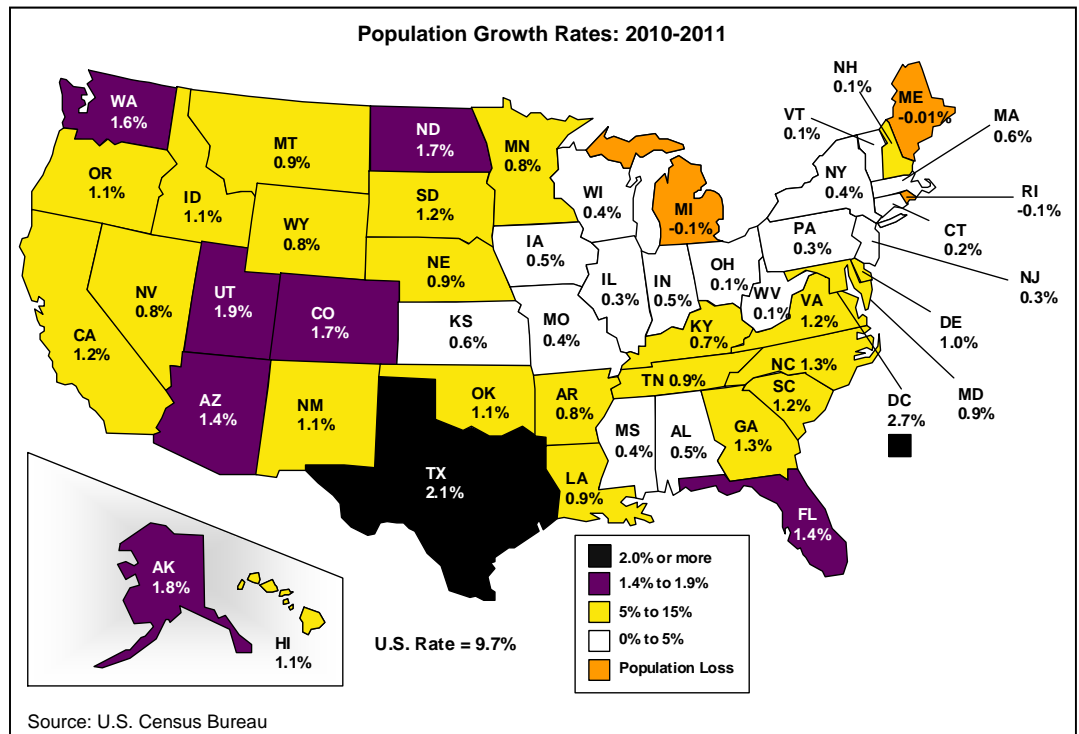 Population Growth Rates: 2010-2011
WA
1.6%
OR
1.1%
CA
1.2%
NV
0.8%
ID
1.1%
MT
0.9%
WY
0.8%
UT
1.9%
CO
1.7%
AZ
1.4%
NM
1.1%
ND
1.7%
SD
1.2%
NE
0.9%
KS
0.6%
OK
1.1%
TX
2.1%
MN
0.8%
IA
0.5%
MO
0.4%
AR
0.8%
LA
0.9%
WI
0.4%
IL
0.3%
MI
-0.1%
IN
0.5%
OH
0.1%
KY
0.7%
TN 0.9%
MS
0.4%
AL
0.5%
GA
1.3%
FL
1.4%
SC
1.2%
NC 1.3%
VA
1.2%
WV
0.1%
PA
0.3%
NY
0.4%
VT
0.1%
NH
0.1%
ME
-0.01%
MA
0.6%
RI
-0.1%
CT
0.2%
NJ
0.3%
DE
1.0%
MD
0.9%
DC
2.7%
AK
1.8%
HI
1.1%
U.S. Rate = 9.7%
2.0% or more
1.4% to 1.9%
5% to 15%
0% to 5%
Population Loss
Source: U.S. Census Bureau